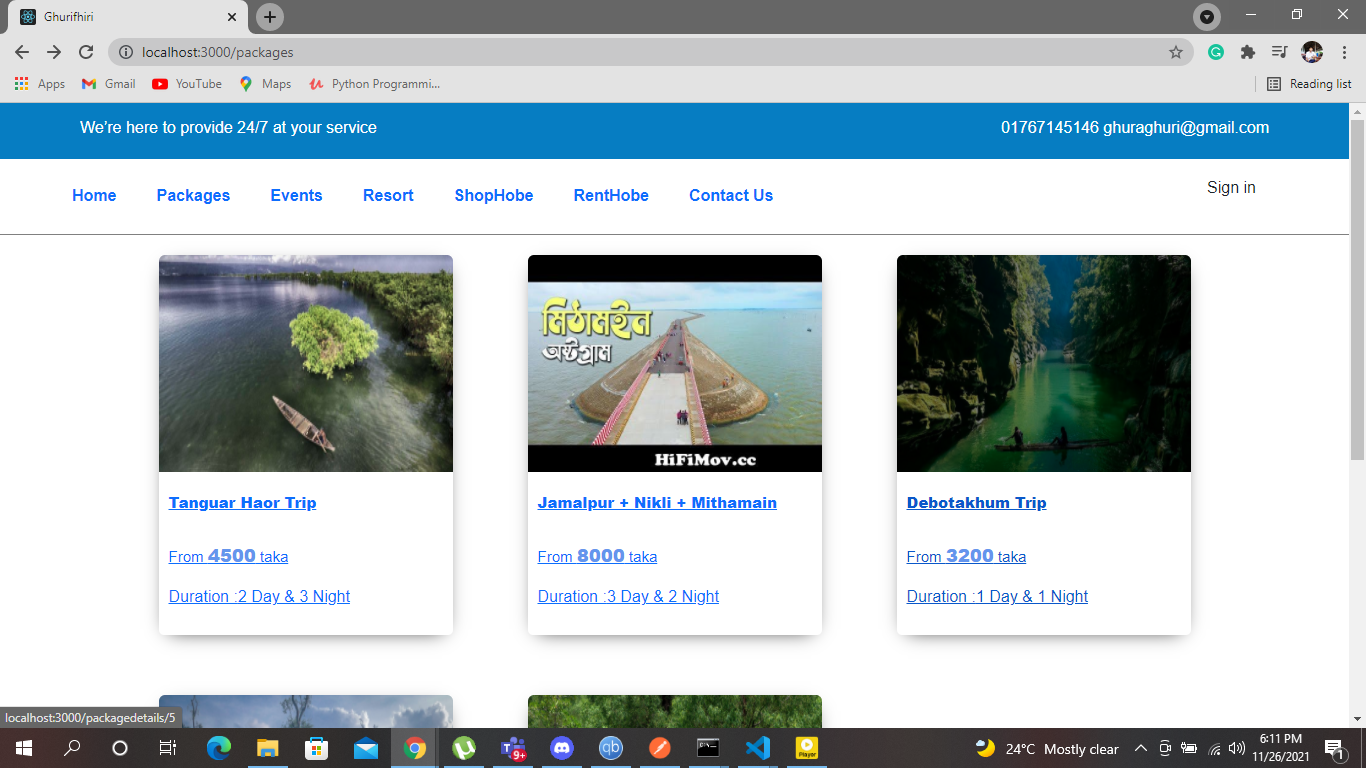 Ghurifhiri
localhost:3000/packages
Apps
Gmail
YouTube
Maps
Python Programmi...
Reading list
We're here to provide 24/7 at your service
01767145146 ghuraghuri@gmail.com
Home
Packages
Events
Resort
ShopHobe
RentHobe
Contact Us
Sign in
মিঠামইন
অষ্টগ্রাম
HiFiMov.cc
Tanguar Haor Trip
From 4500 taka
Duration :2 Day & 3 Night
Jamalpur + Nikli + Mithamain
From 8000 taka
Duration :3 Day & 2 Night
Debotakhum Trip
From 3200 taka
Duration :1 Day & 1 Night
localhost:3000/packagedetails/5
9+
qb
Player
24°C Mostly clear
6:11 PM
11/26/2021
1